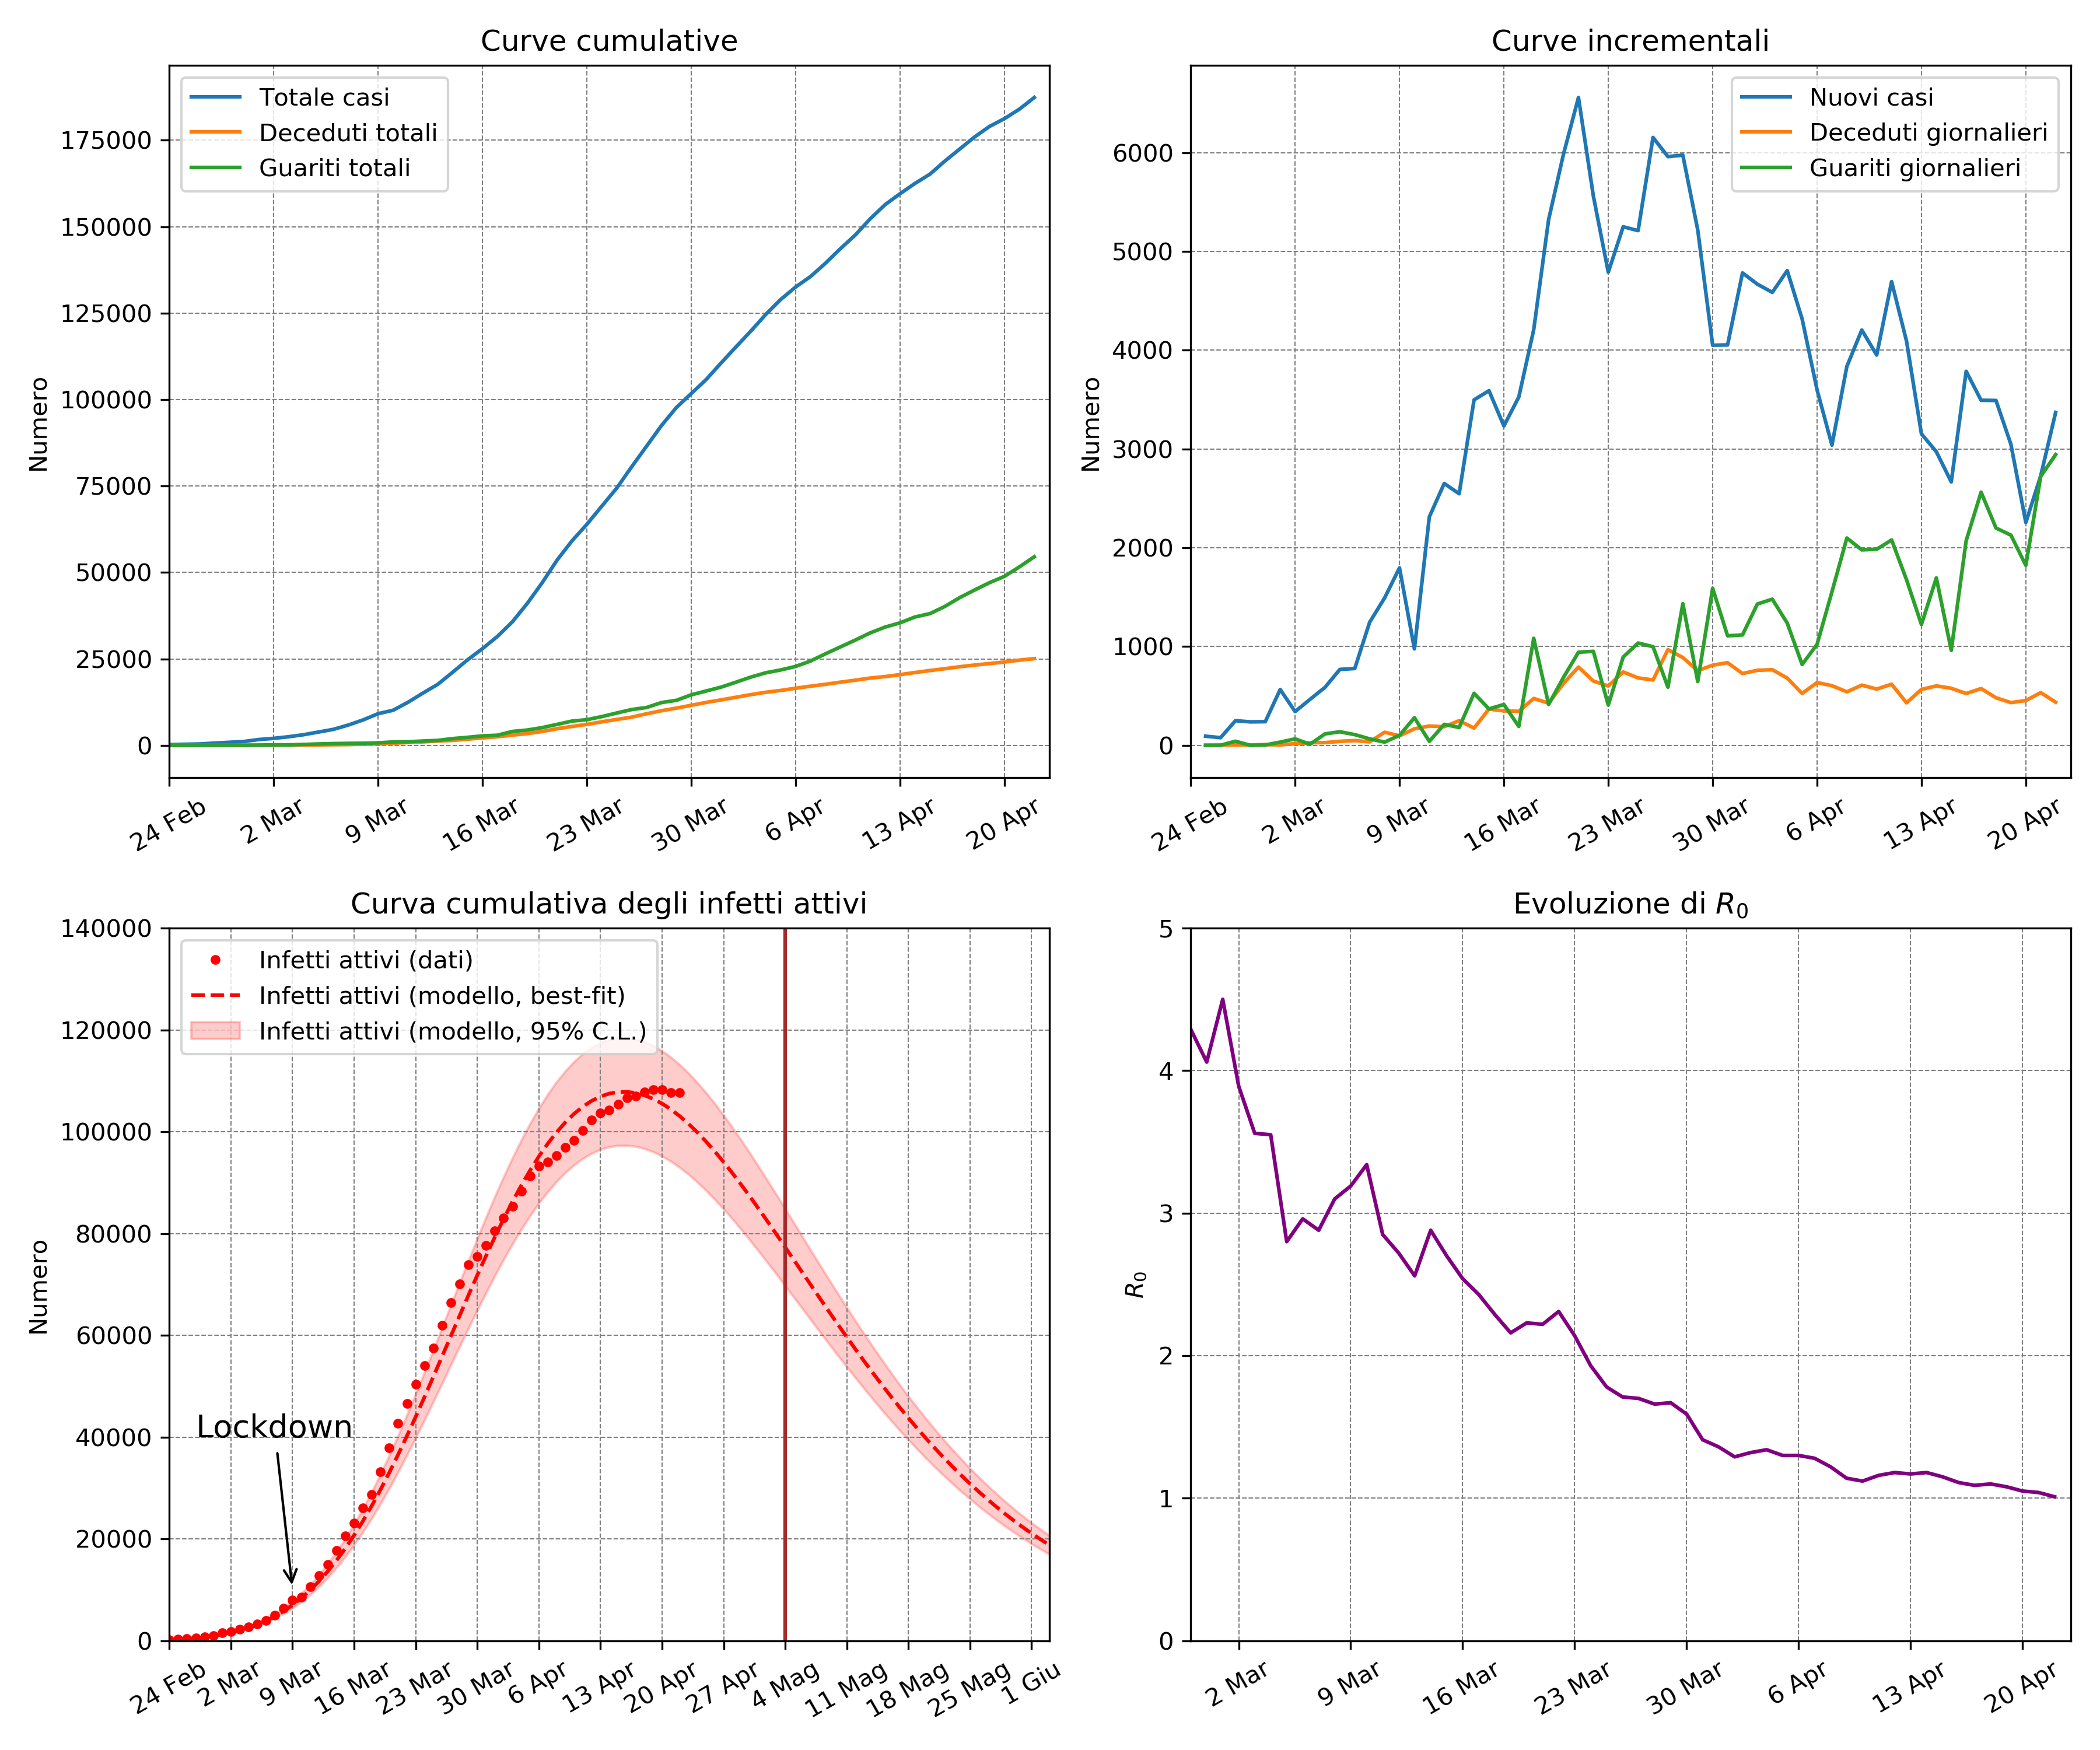 Curve cumulative
Totale casi
Deceduti totali
Guariti totali
175000
150000
125000
100000
75000
50000
25000
0
Numero
24 Feb
2 Mar
9 Mar
16 Mar
23 Mar
30 Mar
6 Apr
13 Apr
20 Apr
Curve incrementali
Nuovi casi
Deceduti giornalieri
Guariti giornalieri
6000
5000
4000
3000
2000
1000
0
Numero
24 Feb
2 Mar
9 Mar
16 Mar
23 Mar
30 Mar
6 Apr
13 Apr
20 Apr
Curva cumulativa degli infetti attivi
Infetti attivi (dati)
Infetti attivi (modello, best-fit)
Infetti attivi (modello, 95% C.L.)
140000
120000
100000
80000
60000
40000
20000
0
Numero
Lockdown
24 Feb
2 Mar
9 Mar
16 Mar
23 Mar
30 Mar
6 Apr
13 Apr
20 Apr
27 Apr
4 Mag
11 Mag
18 Mag
25 Mag
1 Giu
Evoluzione di R₀
5
4
3
2
1
0
R₀
2 Mar
9 Mar
16 Mar
23 Mar
30 Mar
6 Apr
13 Apr
20 Apr